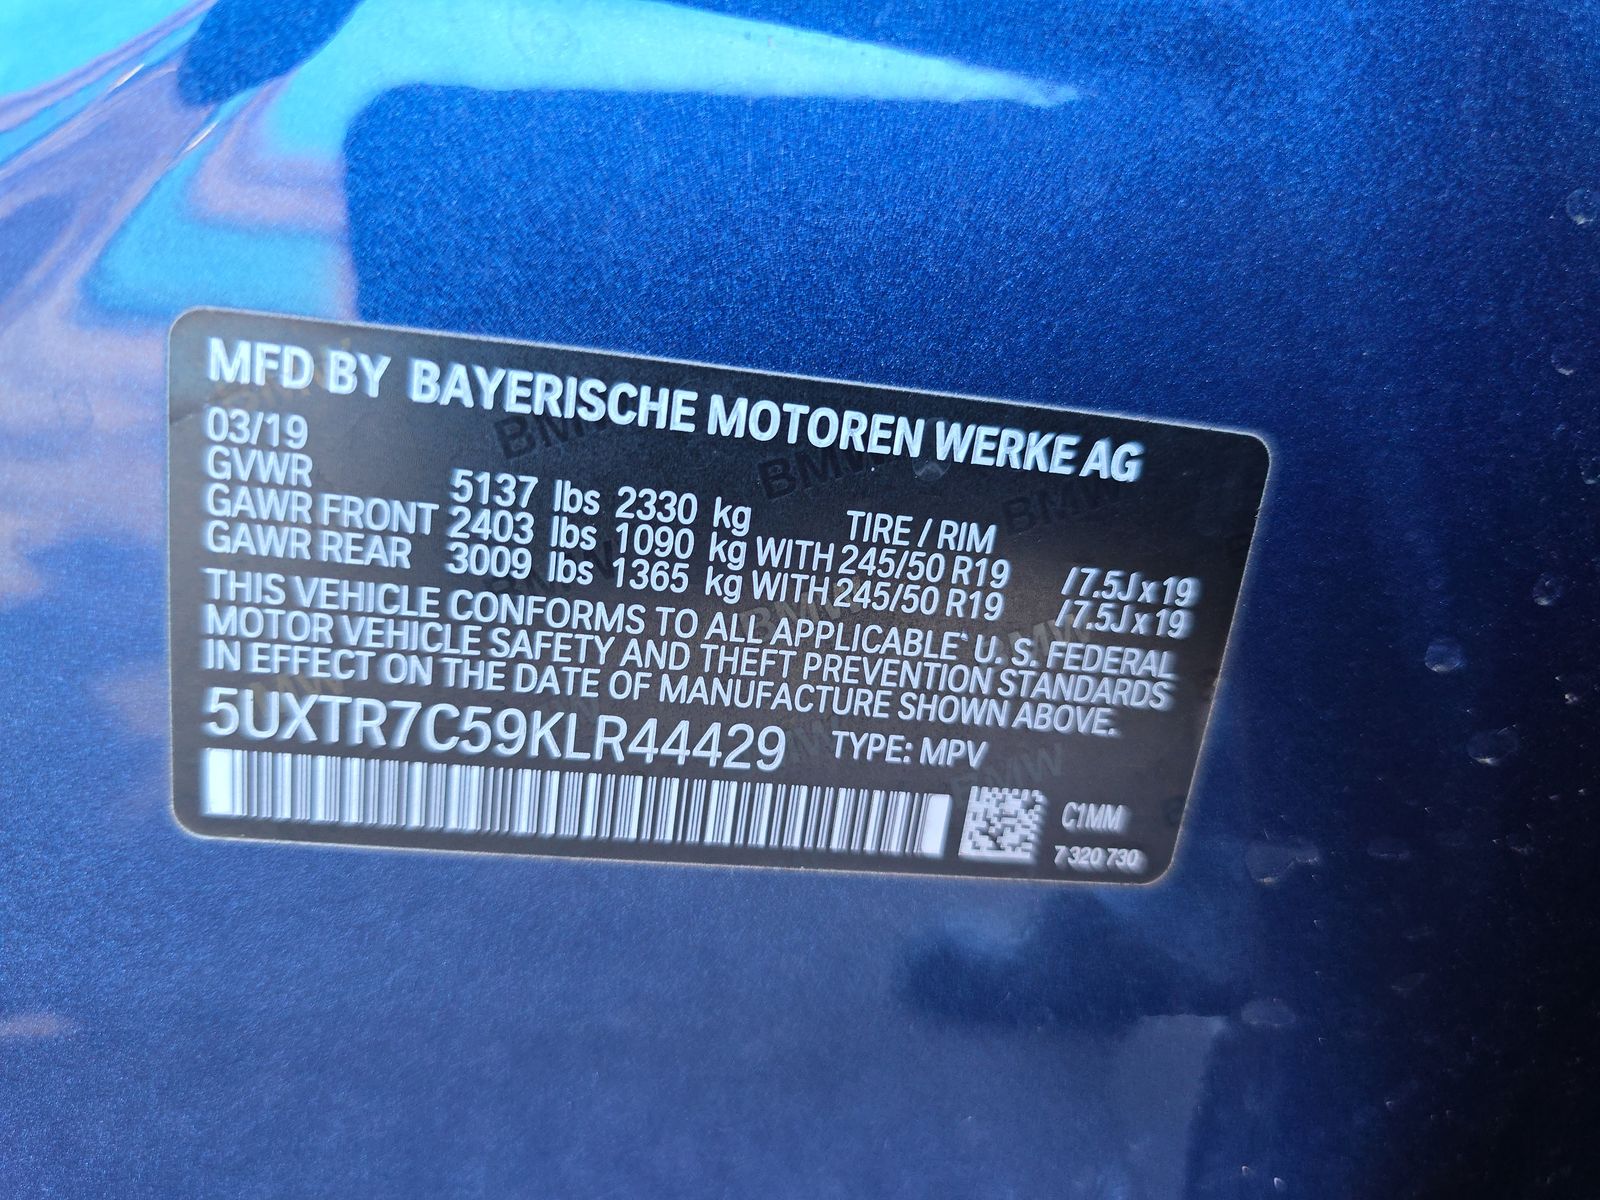 MFD BY BAYERISCHE MOTOREN WERKE AG
03/19
GVWR 5137 lbs 2330 kg TIRE / RIM
GAWR FRONT 2403 lbs 1090 kg WITH 245/50 R19 / 7.5J x 19
GAWR REAR 3009 lbs 1365 kg WITH 245/50 R19 / 7.5J x 19
THIS VEHICLE CONFORMS TO ALL APPLICABLE U. S. FEDERAL
MOTOR VEHICLE SAFETY AND THEFT PREVENTION STANDARDS
IN EFFECT ON THE DATE OF MANUFACTURE SHOWN ABOVE.
5UXTR7C59KLR44429 TYPE: MPV
C1MM
7 320 730